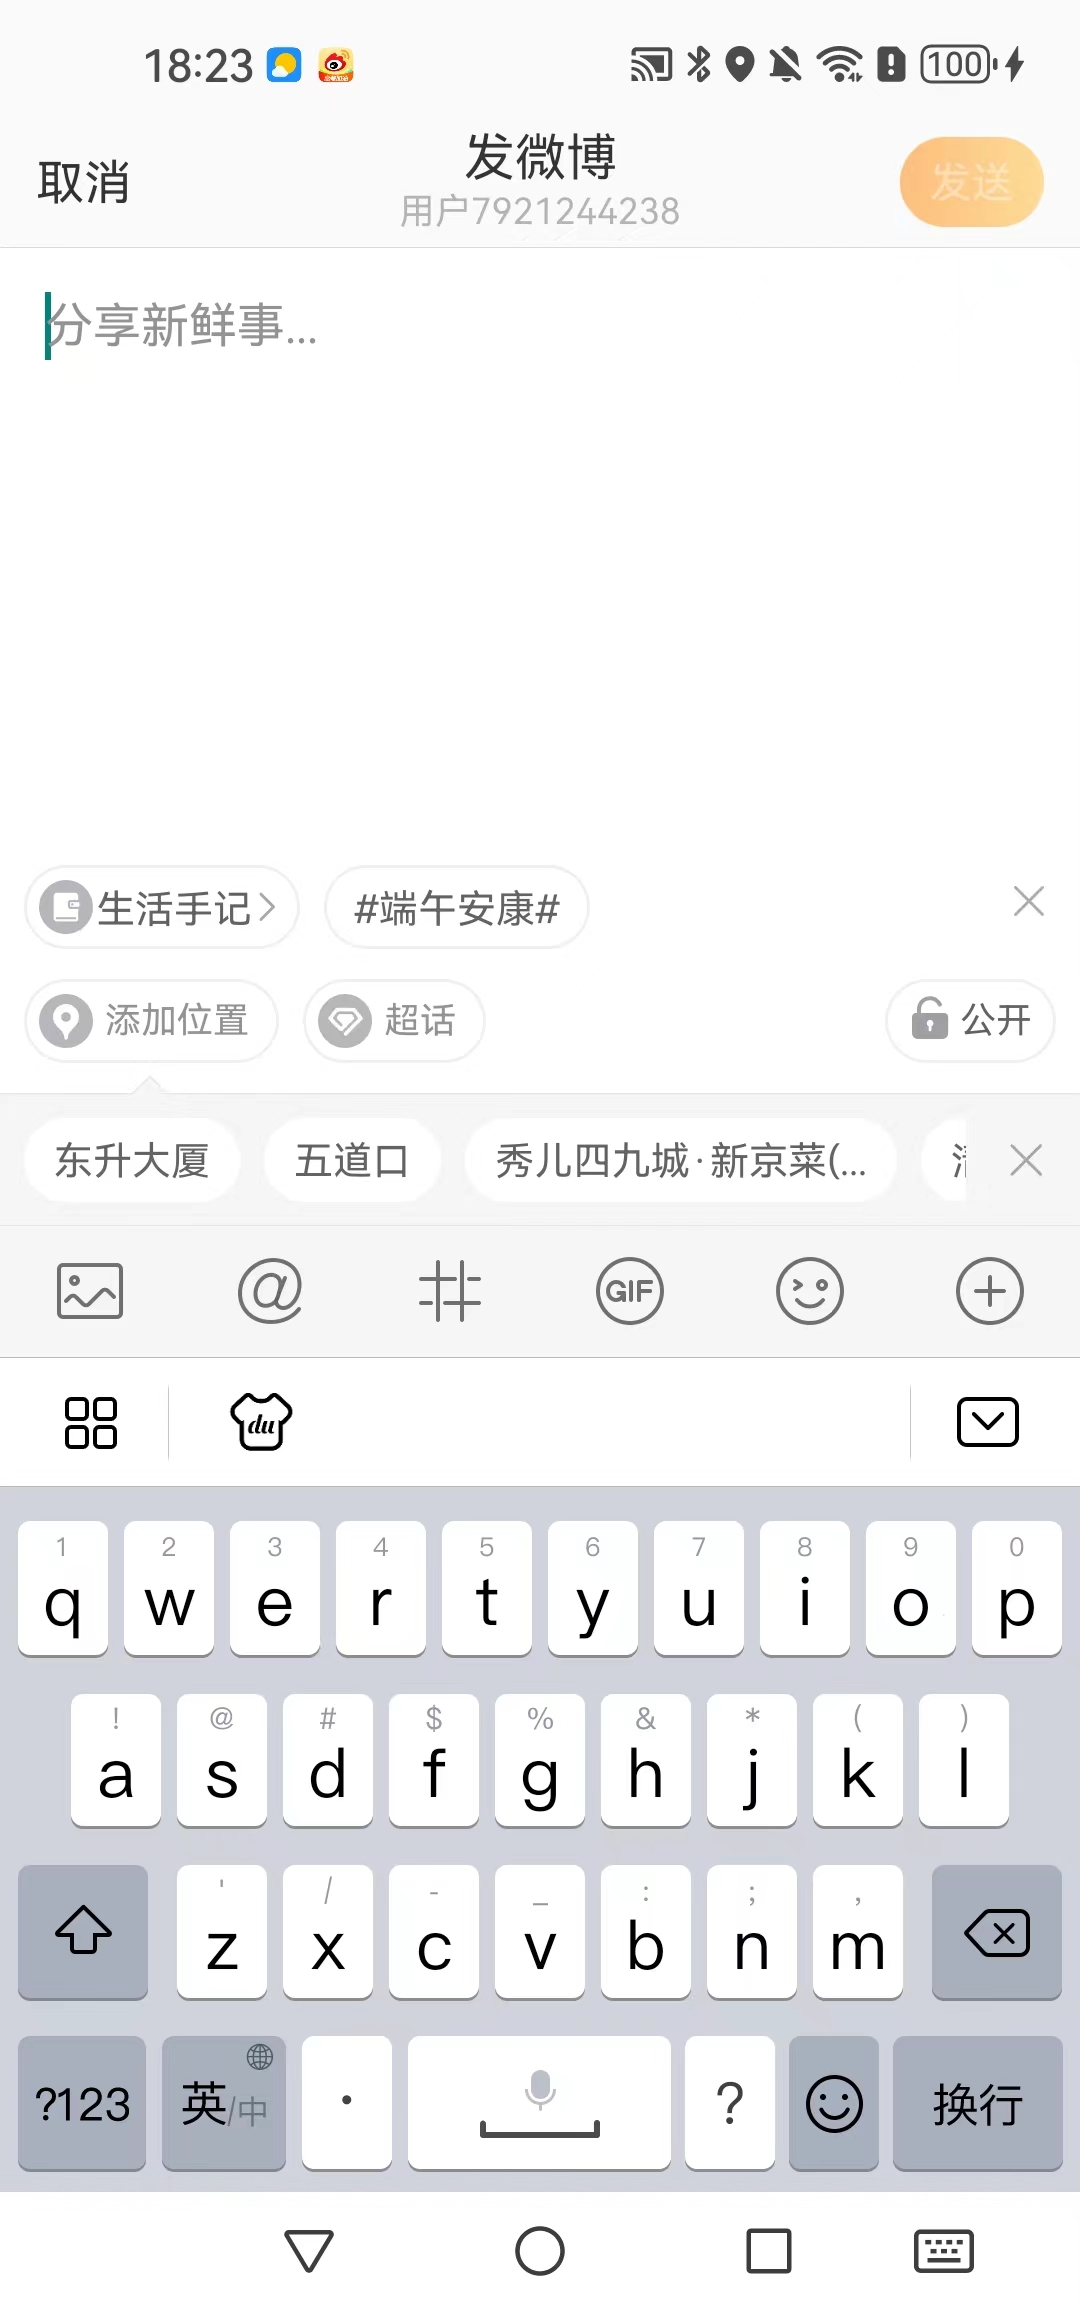 18:23 100
取消 发微博 发送
用户7921244238
分享新鲜事...
生活手记 #端午安康#
添加位置 超话 公开
东升大厦 五道口 秀儿四九城·新京菜(...
@ GIF
du
1 2 3 4 5 6 7 8 9 0
q w e r t y u i o p
! @ # $ % & * ( )
a s d f g h j k l
' / - _ : ; ,
z x c v b n m
?123 英/中 · ? 换行